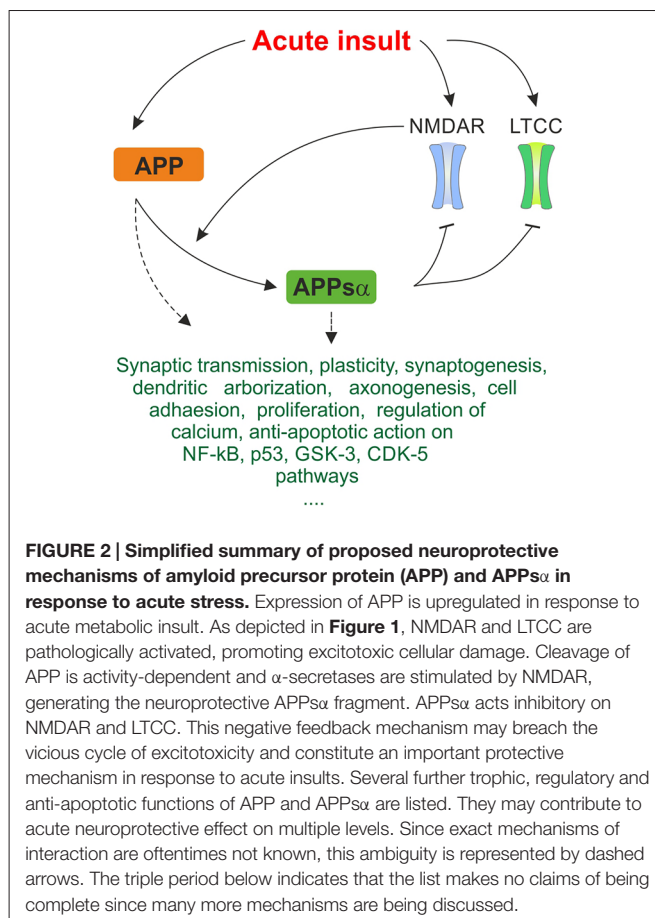 Acute insult
NMDAR LTCC
APP
APPsα
Synaptic transmission, plasticity, synaptogenesis,
dendritic arborization, axonogenesis, cell
adhaesion, proliferation, regulation of
calcium, anti-apoptotic action on
NF-kB, p53, GSK-3, CDK-5
pathways
....
FIGURE 2 | Simplified summary of proposed neuroprotective
mechanisms of amyloid precursor protein (APP) and APPsα in
response to acute stress. Expression of APP is upregulated in response to
acute metabolic insult. As depicted in Figure 1, NMDAR and LTCC are
pathologically activated, promoting excitotoxic cellular damage. Cleavage of
APP is activity-dependent and α-secretases are stimulated by NMDAR,
generating the neuroprotective APPsα fragment. APPsα acts inhibitory on
NMDAR and LTCC. This negative feedback mechanism may breach the
vicious cycle of excitotoxicity and constitute an important protective
mechanism in response to acute insults. Several further trophic, regulatory and
anti-apoptotic functions of APP and APPsα are listed. They may contribute to
acute neuroprotective effect on multiple levels. Since exact mechanisms of
interaction are oftentimes not known, this ambiguity is represented by dashed
arrows. The triple period below indicates that the list makes no claims of being
complete since many more mechanisms are being discussed.